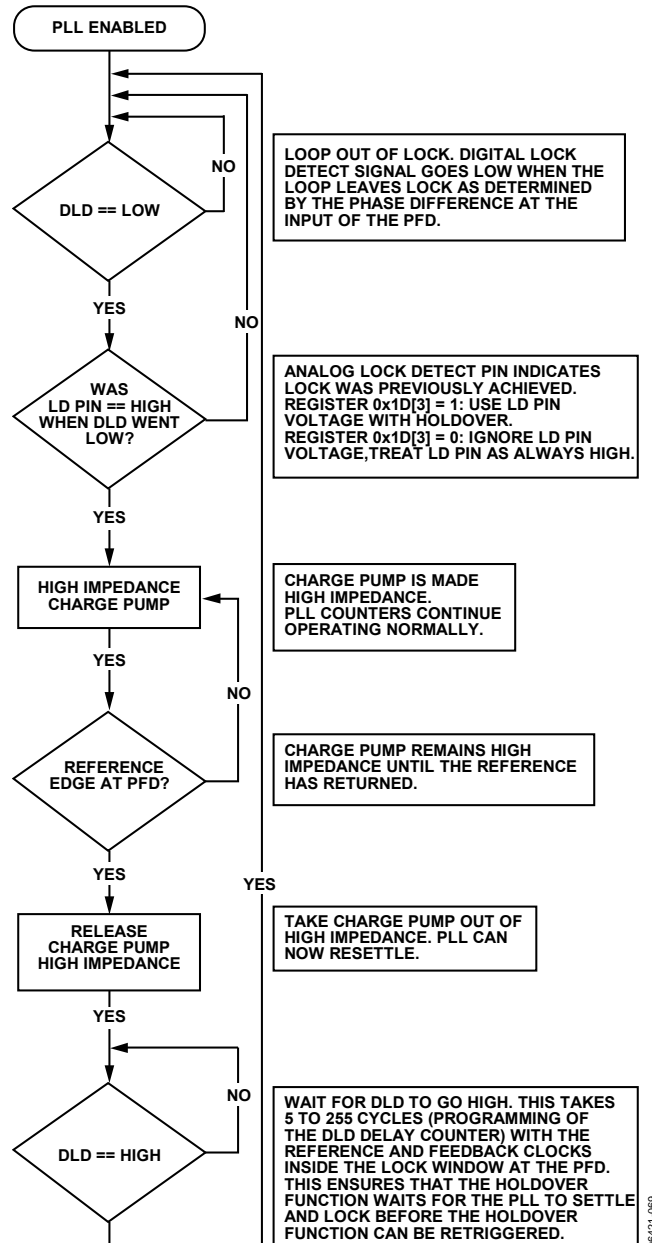 PLL ENABLED
NO
DLD == LOW
LOOP OUT OF LOCK. DIGITAL LOCK
DETECT SIGNAL GOES LOW WHEN THE
LOOP LEAVES LOCK AS DETERMINED
BY THE PHASE DIFFERENCE AT THE
INPUT OF THE PFD.
YES
NO
WAS
LD PIN == HIGH
WHEN DLD WENT
LOW?
ANALOG LOCK DETECT PIN INDICATES
LOCK WAS PREVIOUSLY ACHIEVED.
REGISTER 0x1D[3] = 1: USE LD PIN
VOLTAGE WITH HOLDOVER.
REGISTER 0x1D[3] = 0: IGNORE LD PIN
VOLTAGE,TREAT LD PIN AS ALWAYS HIGH.
YES
HIGH IMPEDANCE
CHARGE PUMP
CHARGE PUMP IS MADE
HIGH IMPEDANCE.
PLL COUNTERS CONTINUE
OPERATING NORMALLY.
YES
NO
REFERENCE
EDGE AT PFD?
CHARGE PUMP REMAINS HIGH
IMPEDANCE UNTIL THE REFERENCE
HAS RETURNED.
YES
YES
RELEASE
CHARGE PUMP
HIGH IMPEDANCE
TAKE CHARGE PUMP OUT OF
HIGH IMPEDANCE. PLL CAN
NOW RESETTLE.
YES
NO
DLD == HIGH
WAIT FOR DLD TO GO HIGH. THIS TAKES
5 TO 255 CYCLES (PROGRAMMING OF
THE DLD DELAY COUNTER) WITH THE
REFERENCE AND FEEDBACK CLOCKS
INSIDE THE LOCK WINDOW AT THE PFD.
THIS ENSURES THAT THE HOLDOVER
FUNCTION WAITS FOR THE PLL TO SETTLE
AND LOCK BEFORE THE HOLDOVER
FUNCTION CAN BE RETRIGGERED.